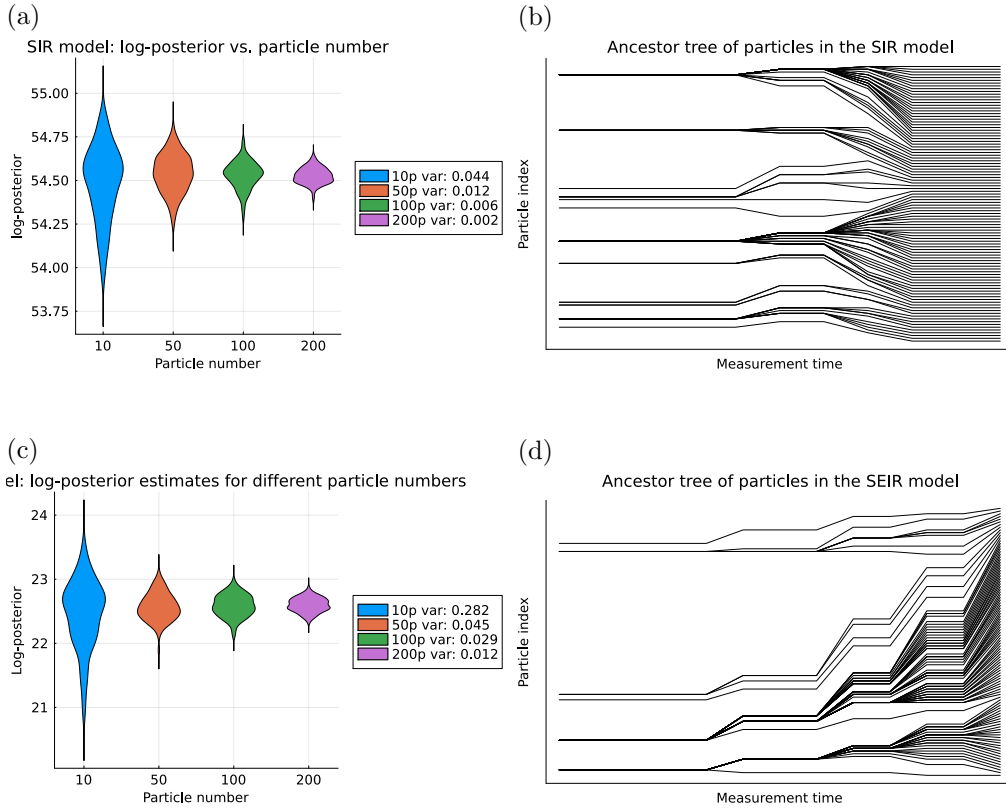 (a)
SIR model: log-posterior vs. particle number
log-posterior
55.00
54.75
54.50
54.25
54.00
53.75
10
50
100
200
Particle number
10p var: 0.044
50p var: 0.012
100p var: 0.006
200p var: 0.002
(b)
Ancestor tree of particles in the SIR model
Particle index
Measurement time
(c)
el: log-posterior estimates for different particle numbers
Log-posterior
24
23
22
21
10
50
100
200
Particle number
10p var: 0.282
50p var: 0.045
100p var: 0.029
200p var: 0.012
(d)
Ancestor tree of particles in the SEIR model
Particle index
Measurement time